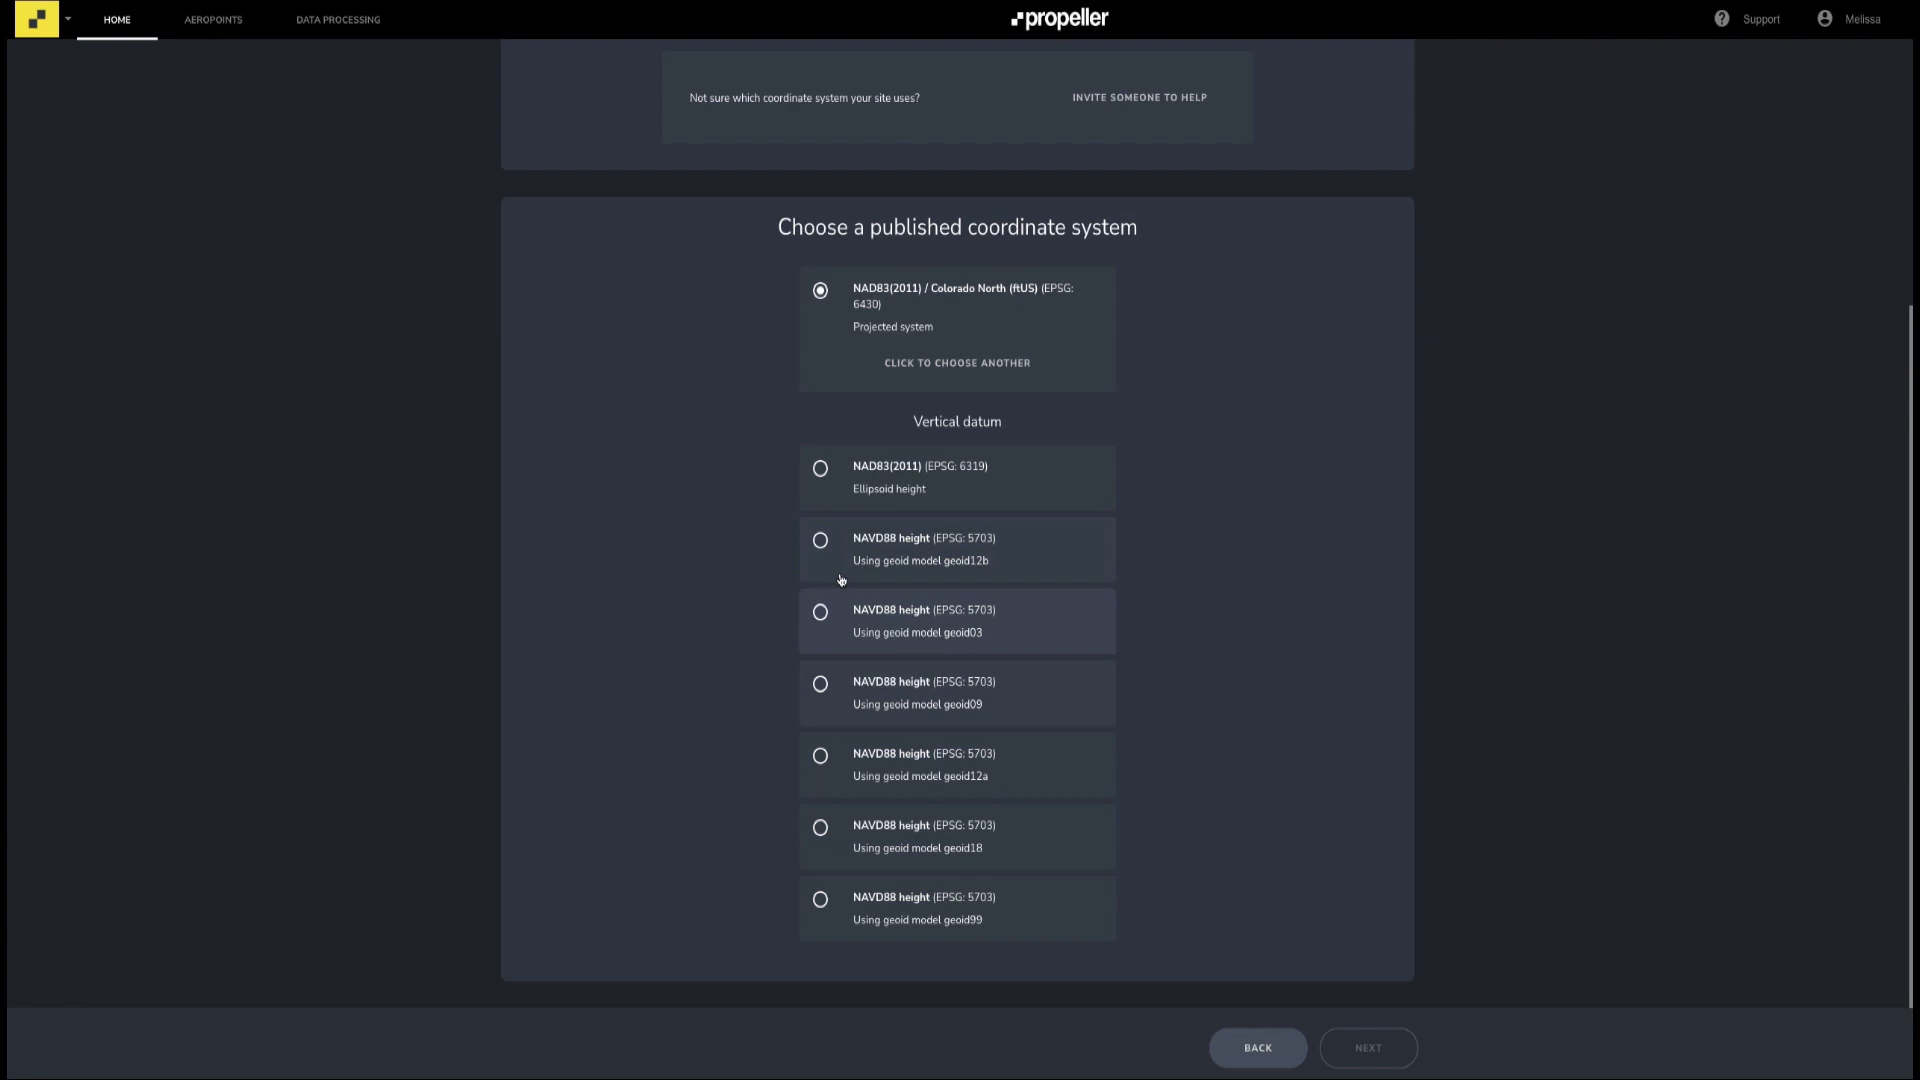 HOME AEROPOINTS DATA PROCESSING propeller Support Melissa
Not sure which coordinate system your site uses? INVITE SOMEONE TO HELP
Choose a published coordinate system
NAD83(2011) / Colorado North (ftUS) (EPSG:
6430)
Projected system
CLICK TO CHOOSE ANOTHER
Vertical datum
NAD83(2011) (EPSG: 6319)
Ellipsoid height
NAVD88 height (EPSG: 5703)
Using geoid model geoid12b
NAVD88 height (EPSG: 5703)
Using geoid model geoid03
NAVD88 height (EPSG: 5703)
Using geoid model geoid09
NAVD88 height (EPSG: 5703)
Using geoid model geoid12a
NAVD88 height (EPSG: 5703)
Using geoid model geoid18
NAVD88 height (EPSG: 5703)
Using geoid model geoid99
BACK NEXT